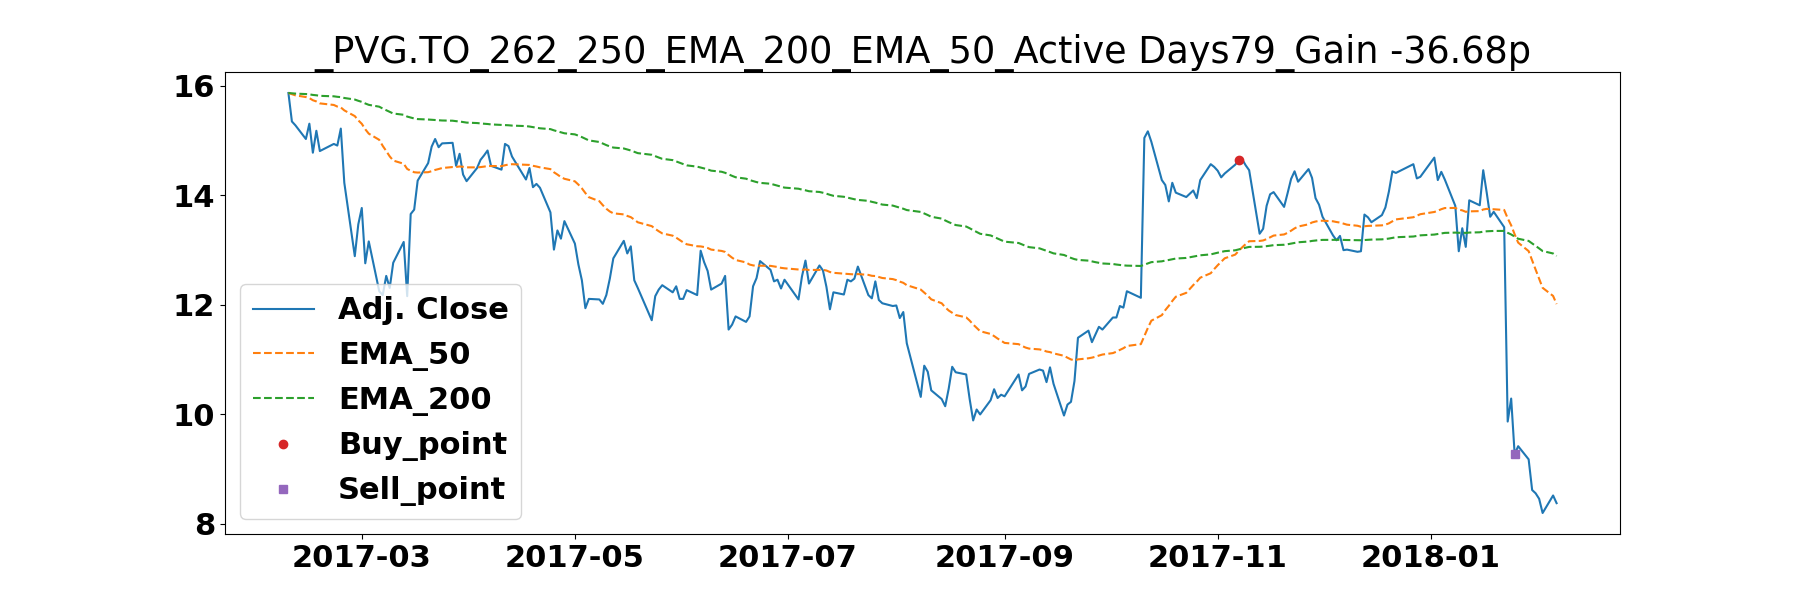 _PVG.TO_262_250_EMA_200_EMA_50_Active Days79_Gain -36.68p
16
14
12
10
8
Adj. Close
EMA_50
EMA_200
Buy_point
Sell_point
2017-03 2017-05 2017-07 2017-09 2017-11 2018-01